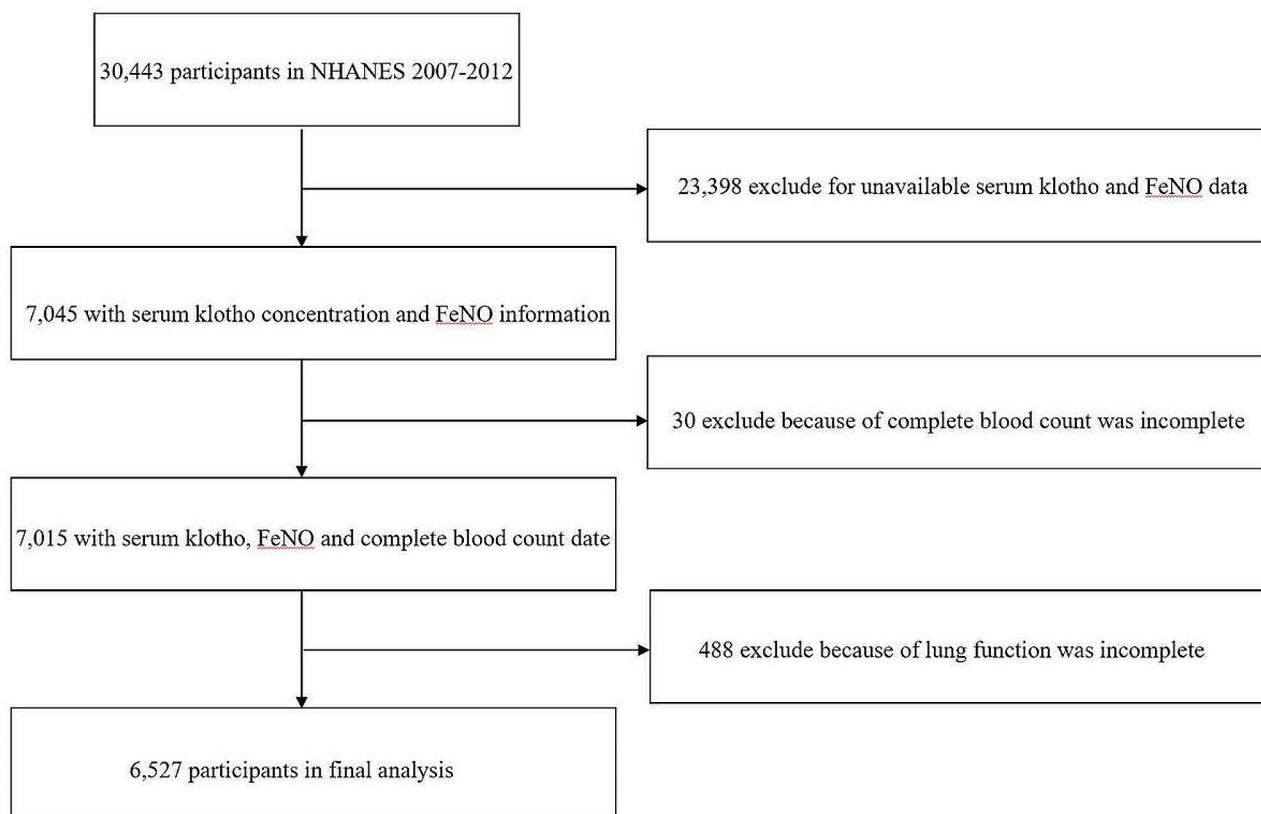 30,443 participants in NHANES 2007-2012
23,398 exclude for unavailable serum klotho and FeNO data
7,045 with serum klotho concentration and FeNO information
30 exclude because of complete blood count was incomplete
7,015 with serum klotho, FeNO and complete blood count date
488 exclude because of lung function was incomplete
6,527 participants in final analysis